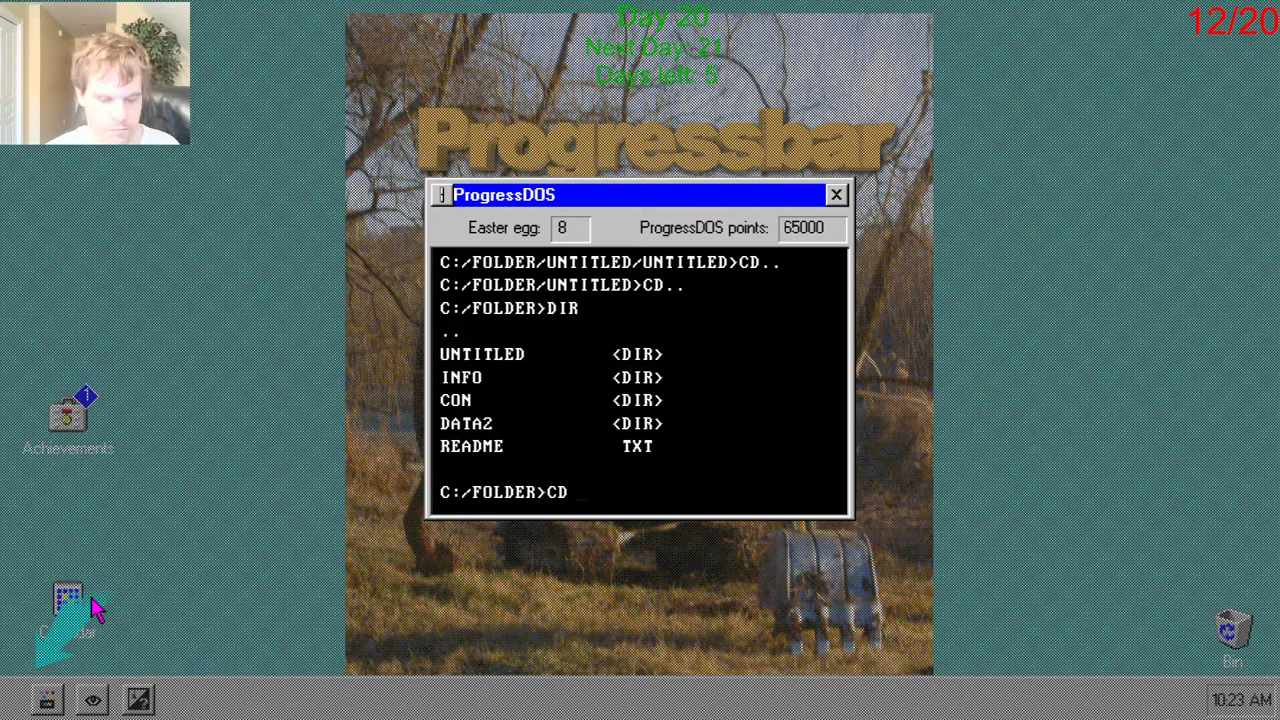 Day 20
Next Day: 21
Days left: 5
12/20
Progressbar
ProgressDOS
Easter egg: 8 ProgressDOS points: 65000
C:/FOLDER/UNTITLED/UNTITLED>CD..
C:/FOLDER/UNTITLED>CD..
C:/FOLDER>DIR
..
UNTITLED <DIR>
INFO <DIR>
CON <DIR>
DATA2 <DIR>
README TXT
C:/FOLDER>CD
1
Achievements
Bin
10:23 AM